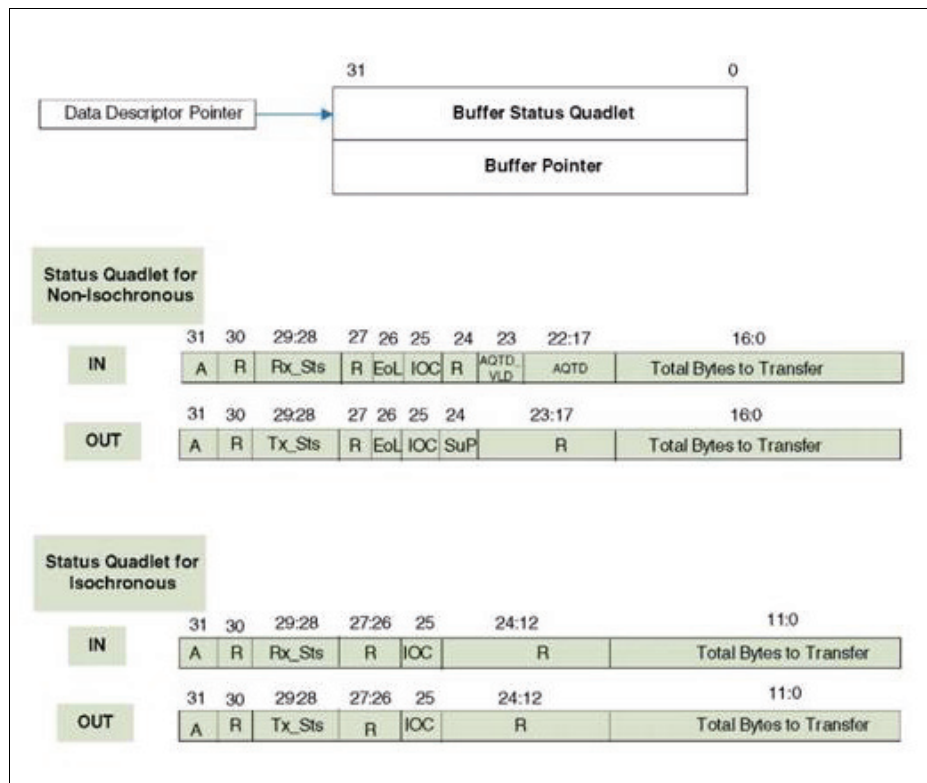 31 0
Data Descriptor Pointer
Buffer Status Quadlet
Buffer Pointer
Status Quadlet for
Non-Isochronous
31 30 29:28 27 26 25 24 23 22:17 16:0
IN
A R Rx_Sts R EoL IOC R AQTD_ VLD AQTD Total Bytes to Transfer
31 30 29:28 27 26 25 24 23:17 16:0
OUT
A R Tx_Sts R EoL IOC SuP R Total Bytes to Transfer
Status Quadlet for
Isochronous
31 30 29:28 27:26 25 24:12 11:0
IN
A R Rx_Sts R IOC R Total Bytes to Transfer
31 30 2928 27:26 25 24:12 11:0
OUT
A R Tx_Sts R IOC R Total Bytes to Transfer